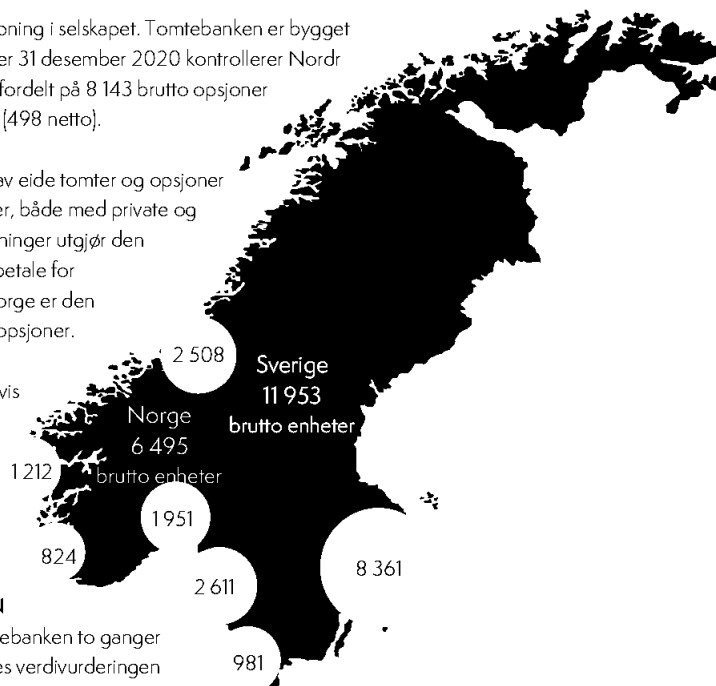 ning i selskapet. Tomtebanken er bygget
er 31 desember 2020 kontrollerer Nordr
fordelt på 8 143 brutto opsjoner
(498 netto).
av eide tomter og opsjoner
er, både med private og
ninger utgjør den
betale for
orge er den
opsjoner.
vis
2 508
Sverige
11 953
brutto enheter
Norge
6 495
brutto enheter
1 212
1 951
824
2 611
8 361
ebanken to ganger
es verdivurderingen
981